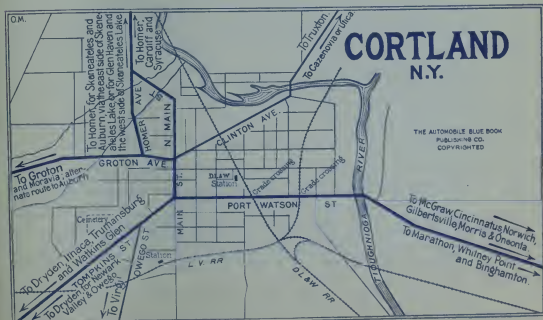 O.M.
CORTLAND
N.Y.
THE AUTOMOBILE BLUE BOOK
PUBLISHING CO.
COPYRIGHTED
To Homer, for Skaneateles and
Auburn, via the east side of Skane-
ateles Lake or for Glen Haven and
the west side of Skaneateles Lake
To Homer,
Cardiff and
Syracuse
To Truxton,
To Cazenovia or Utica
HOMER AVE
N. MAIN
CLINTON AVE.
GROTON AVE
To Groton
and Moravia; alter-
nate route to Auburn
D.L&W
Station
Grade crossing
Grade crossing
RIVER
TIOUGHNIOGA
MAIN ST.
PORT WATSON ST
Cemetery
To Dryden, Ithaca, Trumansburg
and Watkins Glen
TOMPKINS ST
To Dryden, for Newark
Valley & Owego
To Virgil
OWEGO ST
Station
L.V. RR
D.L&W RR
To McGraw Cincinnatus Norwich,
Gilbertsville, Morris & Oneonta.
To Marathon, Whitney Point
and Binghamton.